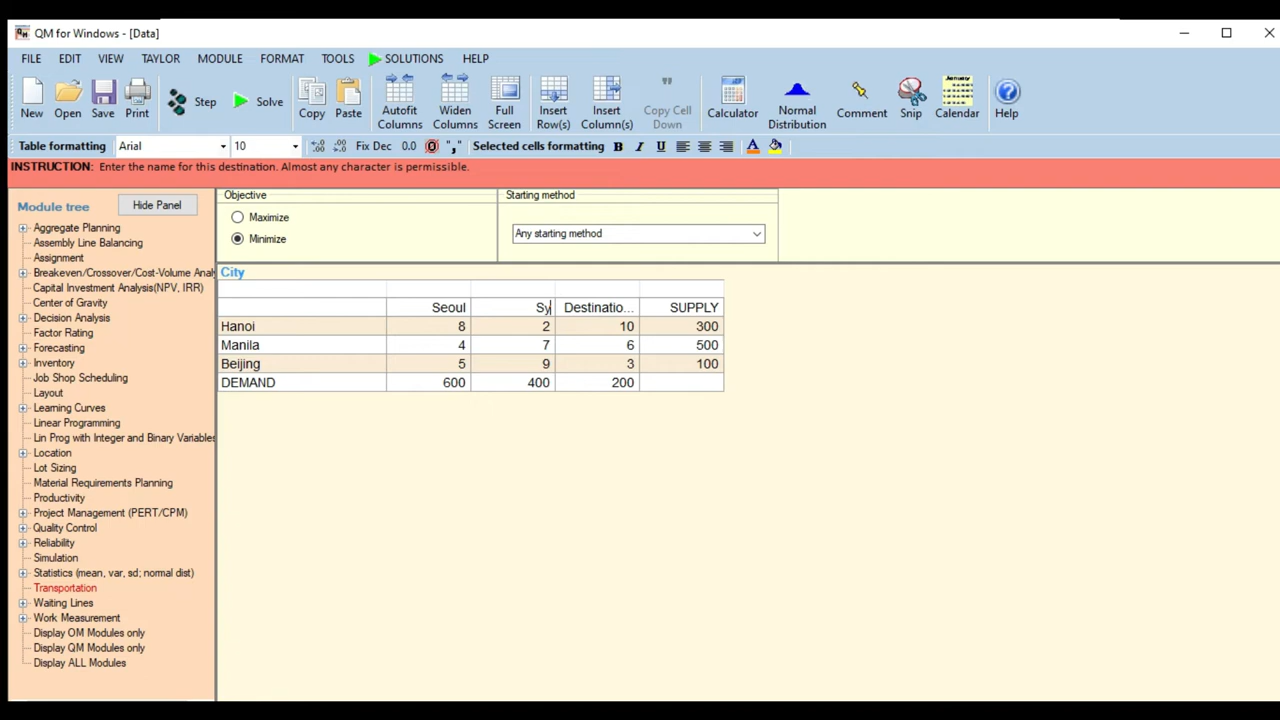 QM for Windows - [Data]
FILE EDIT VIEW TAYLOR MODULE FORMAT TOOLS SOLUTIONS HELP
New Open Save Print Step Solve Copy Paste Autofit Columns Widen Columns Full Screen Insert Row(s) Insert Column(s) Copy Cell Down Calculator Normal Distribution Comment Snip January Calendar Help
Table formatting Arial 10 Fix Dec 0.0 "," Selected cells formatting B I U A
INSTRUCTION: Enter the name for this destination. Almost any character is permissible.
Module tree Hide Panel
Aggregate Planning
Assembly Line Balancing
Assignment
Breakeven/Crossover/Cost-Volume Anal
Capital Investment Analysis(NPV, IRR)
Center of Gravity
Decision Analysis
Factor Rating
Forecasting
Inventory
Job Shop Scheduling
Layout
Learning Curves
Linear Programming
Lin Prog with Integer and Binary Variables
Location
Lot Sizing
Material Requirements Planning
Productivity
Project Management (PERT/CPM)
Quality Control
Reliability
Simulation
Statistics (mean, var, sd; normal dist)
Transportation
Waiting Lines
Work Measurement
Display OM Modules only
Display QM Modules only
Display ALL Modules
Objective
Maximize
Minimize
Starting method
Any starting method
City
Seoul Sy Destinatio... SUPPLY
Hanoi 8 2 10 300
Manila 4 7 6 500
Beijing 5 9 3 100
DEMAND 600 400 200